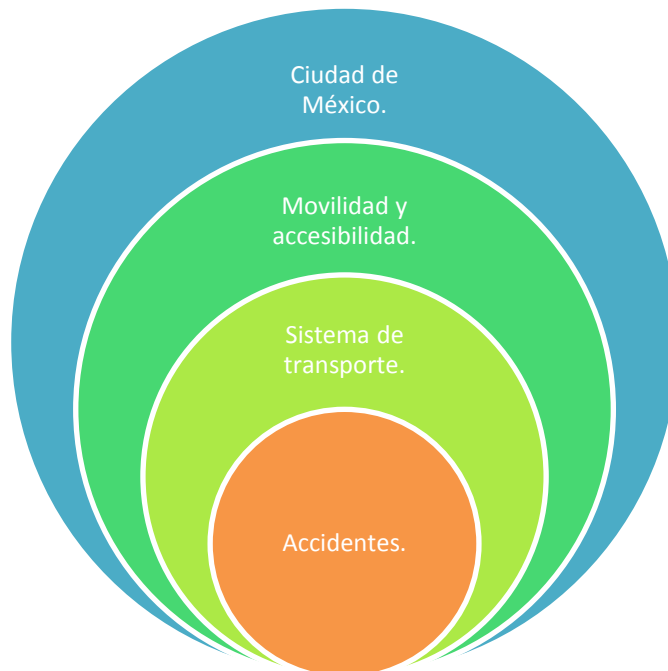 Ciudad de
México.
Movilidad y
accesibilidad.
Sistema de
transporte.
Accidentes.